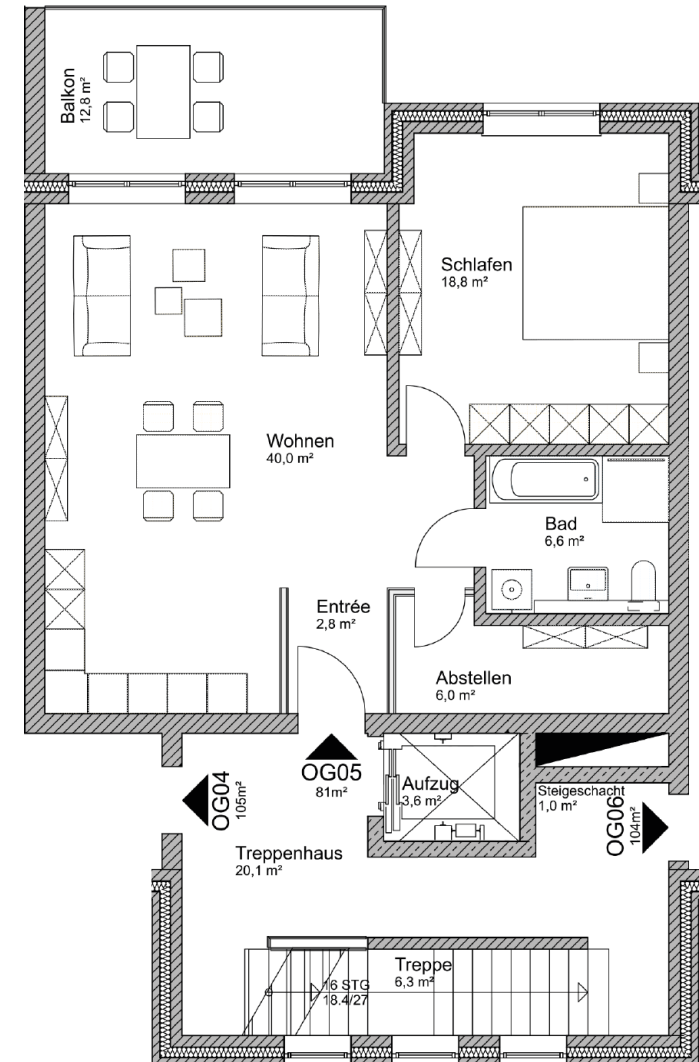 Balkon
12,8 m²
Schlafen
18,8 m²
Wohnen
40,0 m²
Bad
6,6 m²
Entrée
2,8 m²
Abstellen
6,0 m²
OG04
105m²
OG05
81m²
Aufzug
3,6 m²
Steigeschacht
1,0 m²
OG06
104m²
Treppenhaus
20,1 m²
Treppe
6,3 m²
16 STG
18.4/27